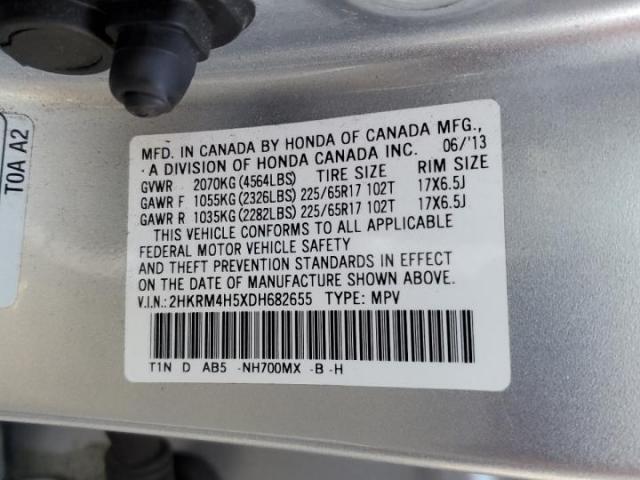 T0A A2
MFD. IN CANADA BY HONDA OF CANADA MFG.,
A DIVISION OF HONDA CANADA INC. 06/'13
GVWR 2070KG (4564LBS) TIRE SIZE RIM SIZE
GAWR F 1055KG (2326LBS) 225/65R17 102T 17X6.5J
GAWR R 1035KG (2282LBS) 225/65R17 102T 17X6.5J
THIS VEHICLE CONFORMS TO ALL APPLICABLE
FEDERAL MOTOR VEHICLE SAFETY
AND THEFT PREVENTION STANDARDS IN EFFECT
ON THE DATE OF MANUFACTURE SHOWN ABOVE.
V.I.N.: 2HKRM4H5XDH682655 TYPE: MPV
T1N D AB5 -NH700MX -B -H